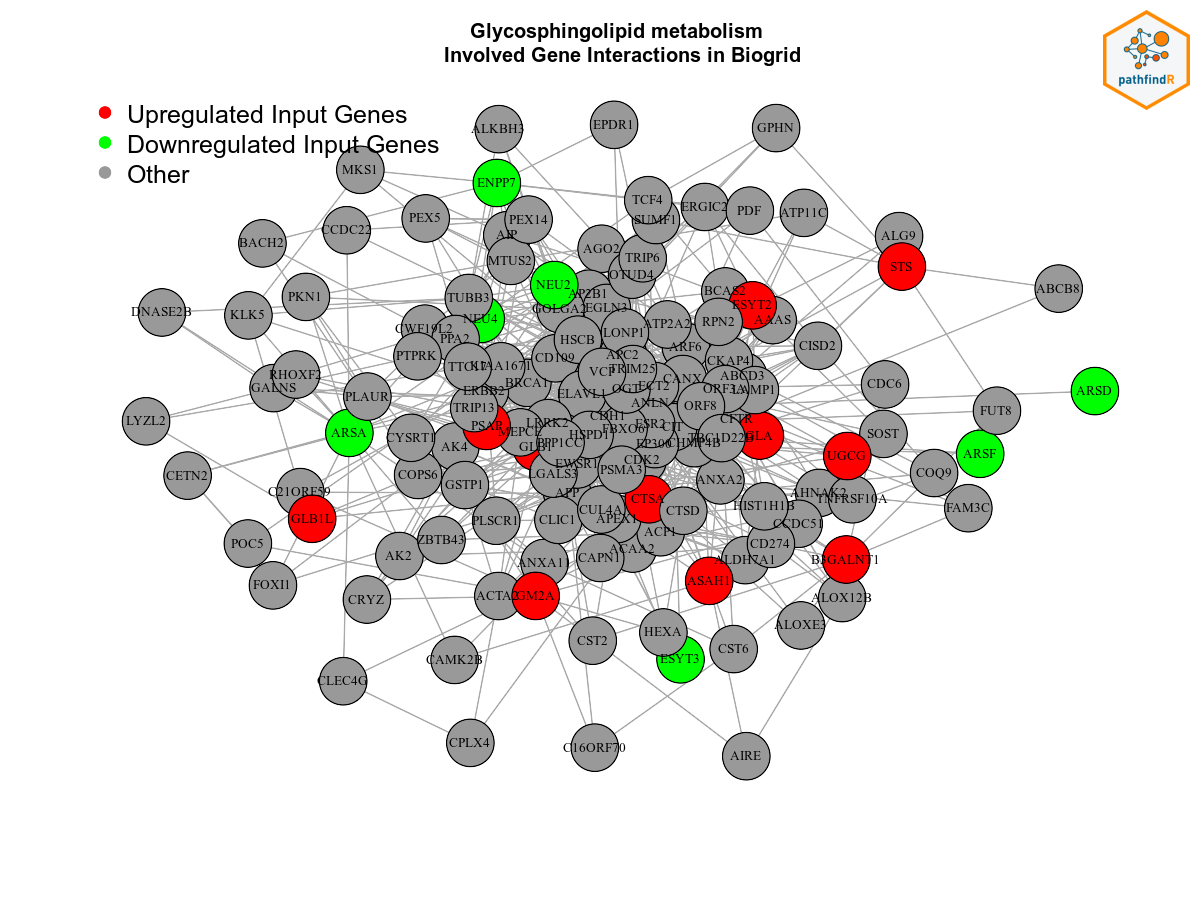 Glycosphingolipid metabolism
Involved Gene Interactions in Biogrid
pathfindR
Upregulated Input Genes
Downregulated Input Genes
Other
ALKBH3
EPDR1
GPHN
MKS1
ENPP7
TCF4
ERGIC2
PDF
ATP11C
SUMF1
PEX5
PEX14
CCDC22
AIP
BACH2
AGO2
ALG9
TRIP6
MTUS2
STS
OTUD4
ABCB8
NEU2
AP2B1
BCAS2
PKN1
TUBB3
ESYT2
DNASE2B
KLK5
NEU4
GOLGA2
EGLN3
AAAS
CWF19L2
PPA2
HSCB
LONP1
ATP2A2
RPN2
ARF6
CISD2
PTPRK
CD109
APC2
CKAP4
TTC17
KIAA1671
VCP
TRIM25
ABCD3
RHOXF2
GALNS
BRCA1
ERBB2
ELAVL1
OGT
ECT2
ORF3A
LAMP1
CDC6
ARSD
PLAUR
TRIP13
ORF8
LYZL2
PSAP
LRRK2
CDH1
FBXO6
ESR2
CIT
CFTR
FUT8
ARSA
CYSRT1
MEPCE
HSPD1
TBC1D22B
GLA
SOST
AK4
GLB1
PPP1CC
EP300
CHMP4B
UGCG
ARSF
EWSR1
CDK2
CETN2
COPS6
LGALS3
PSMA3
ANXA2
COQ9
C21ORF59
GSTP1
APP
CTSA
AHNAK2
TNFRSF10A
GLB1L
PLSCR1
CLIC1
CUL4A
APEX1
CTSD
HIST1H1B
FAM3C
CCDC51
ZBTB43
ACP1
CD274
POC5
AK2
ANXA11
CAPN1
ACAA2
ALDH7A1
B3GALNT1
FOXI1
CRYZ
ACTA2
GM2A
ASAH1
ALOX12B
CAMK2B
CST2
HEXA
CST6
ALOXE3
ESYT3
CLEC4G
CPLX4
C16ORF70
AIRE